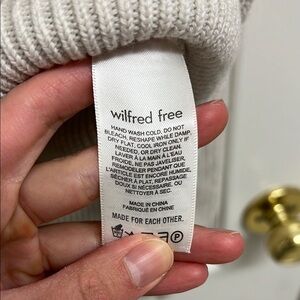 wilfred free
HAND WASH COLD. DO NOT
BLEACH. RESHAPE WHILE DAMP.
DRY FLAT. COOL IRON ONLY IF
NEEDED, OR DRY CLEAN.
LAVER À LA MAIN À L'EAU
FROIDE. NE PAS JAVELISER.
REMODELER PENDANT QUE
L'ARTICLE EST ENCORE HUMIDE.
SÉCHER À PLAT. REPASSAGE
DOUX SI NÉCESSAIRE. OU
NETTOYER À SEC.
MADE IN CHINA
FABRIQUÉ EN CHINE
MADE FOR EACH OTHER.